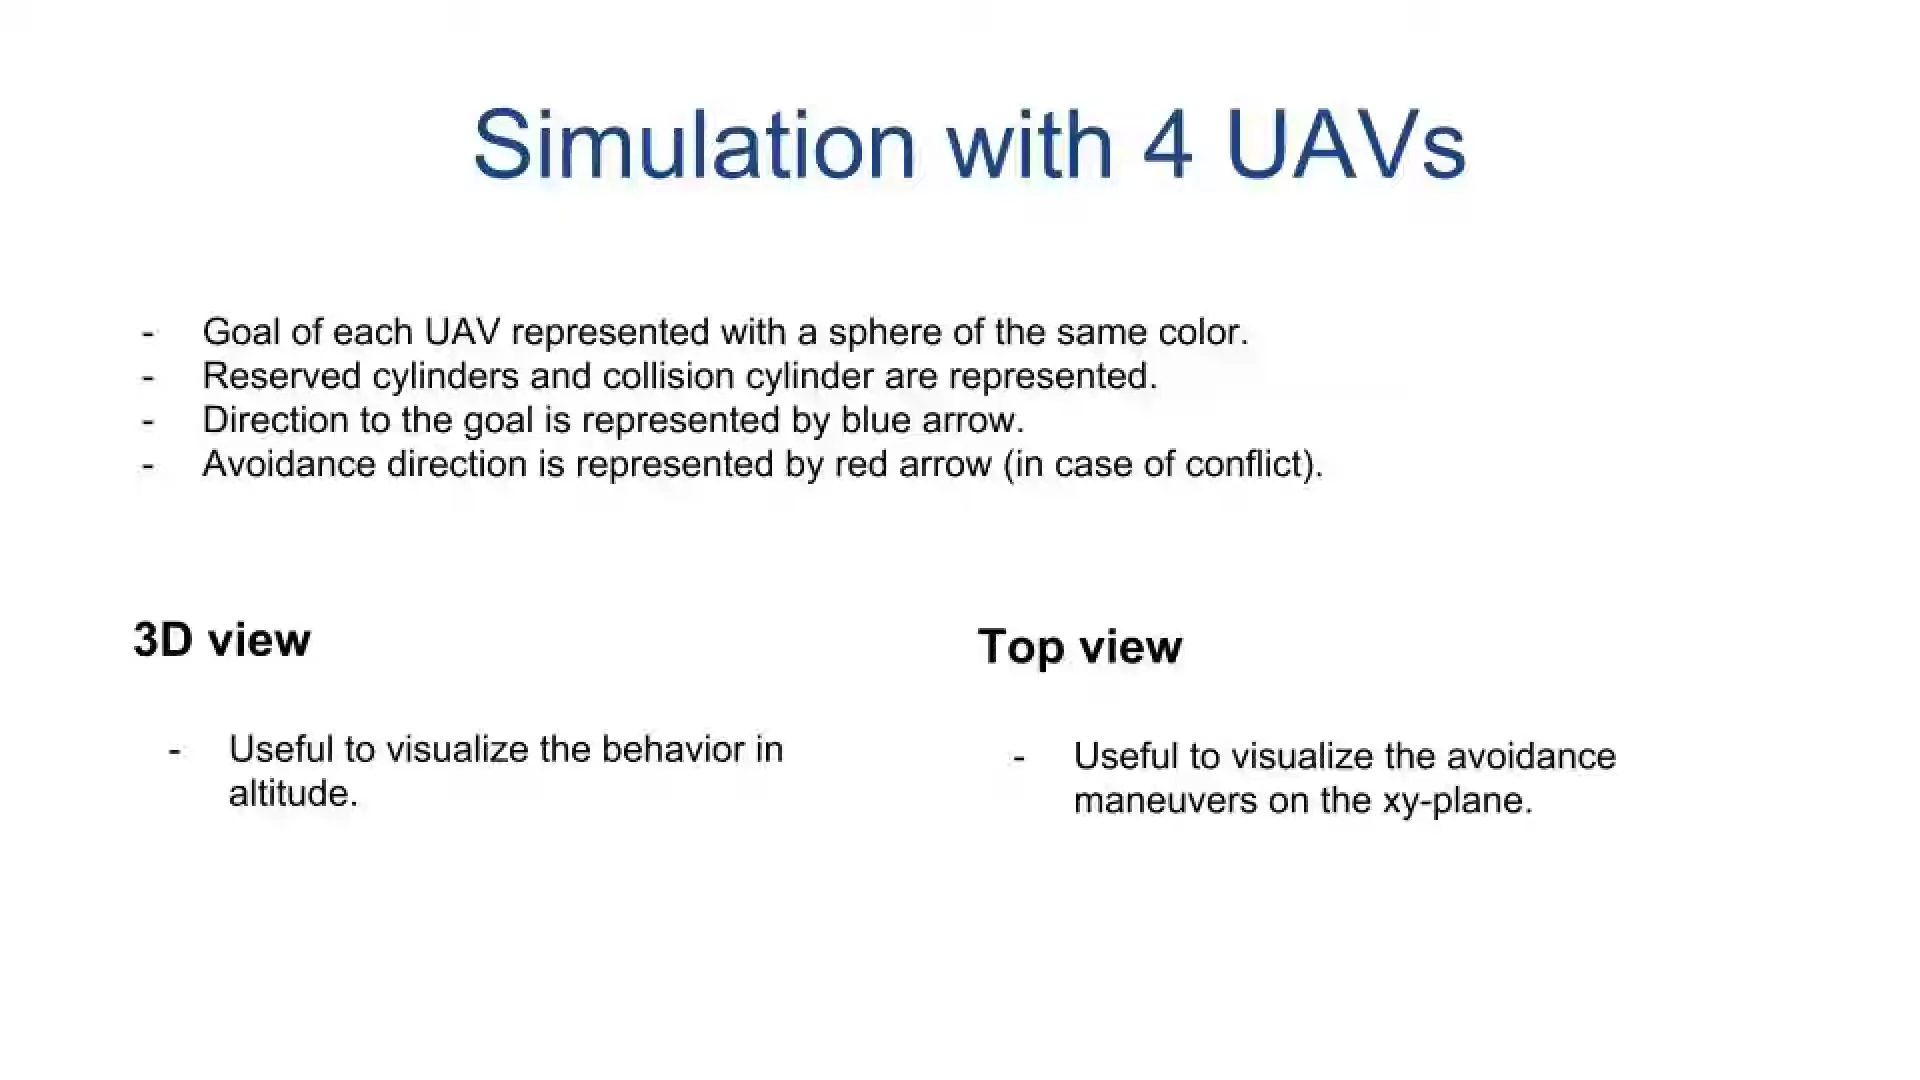 Simulation with 4 UAVs
- Goal of each UAV represented with a sphere of the same color.
- Reserved cylinders and collision cylinder are represented.
- Direction to the goal is represented by blue arrow.
- Avoidance direction is represented by red arrow (in case of conflict).
3D view
- Useful to visualize the behavior in
altitude.
Top view
- Useful to visualize the avoidance
maneuvers on the xy-plane.